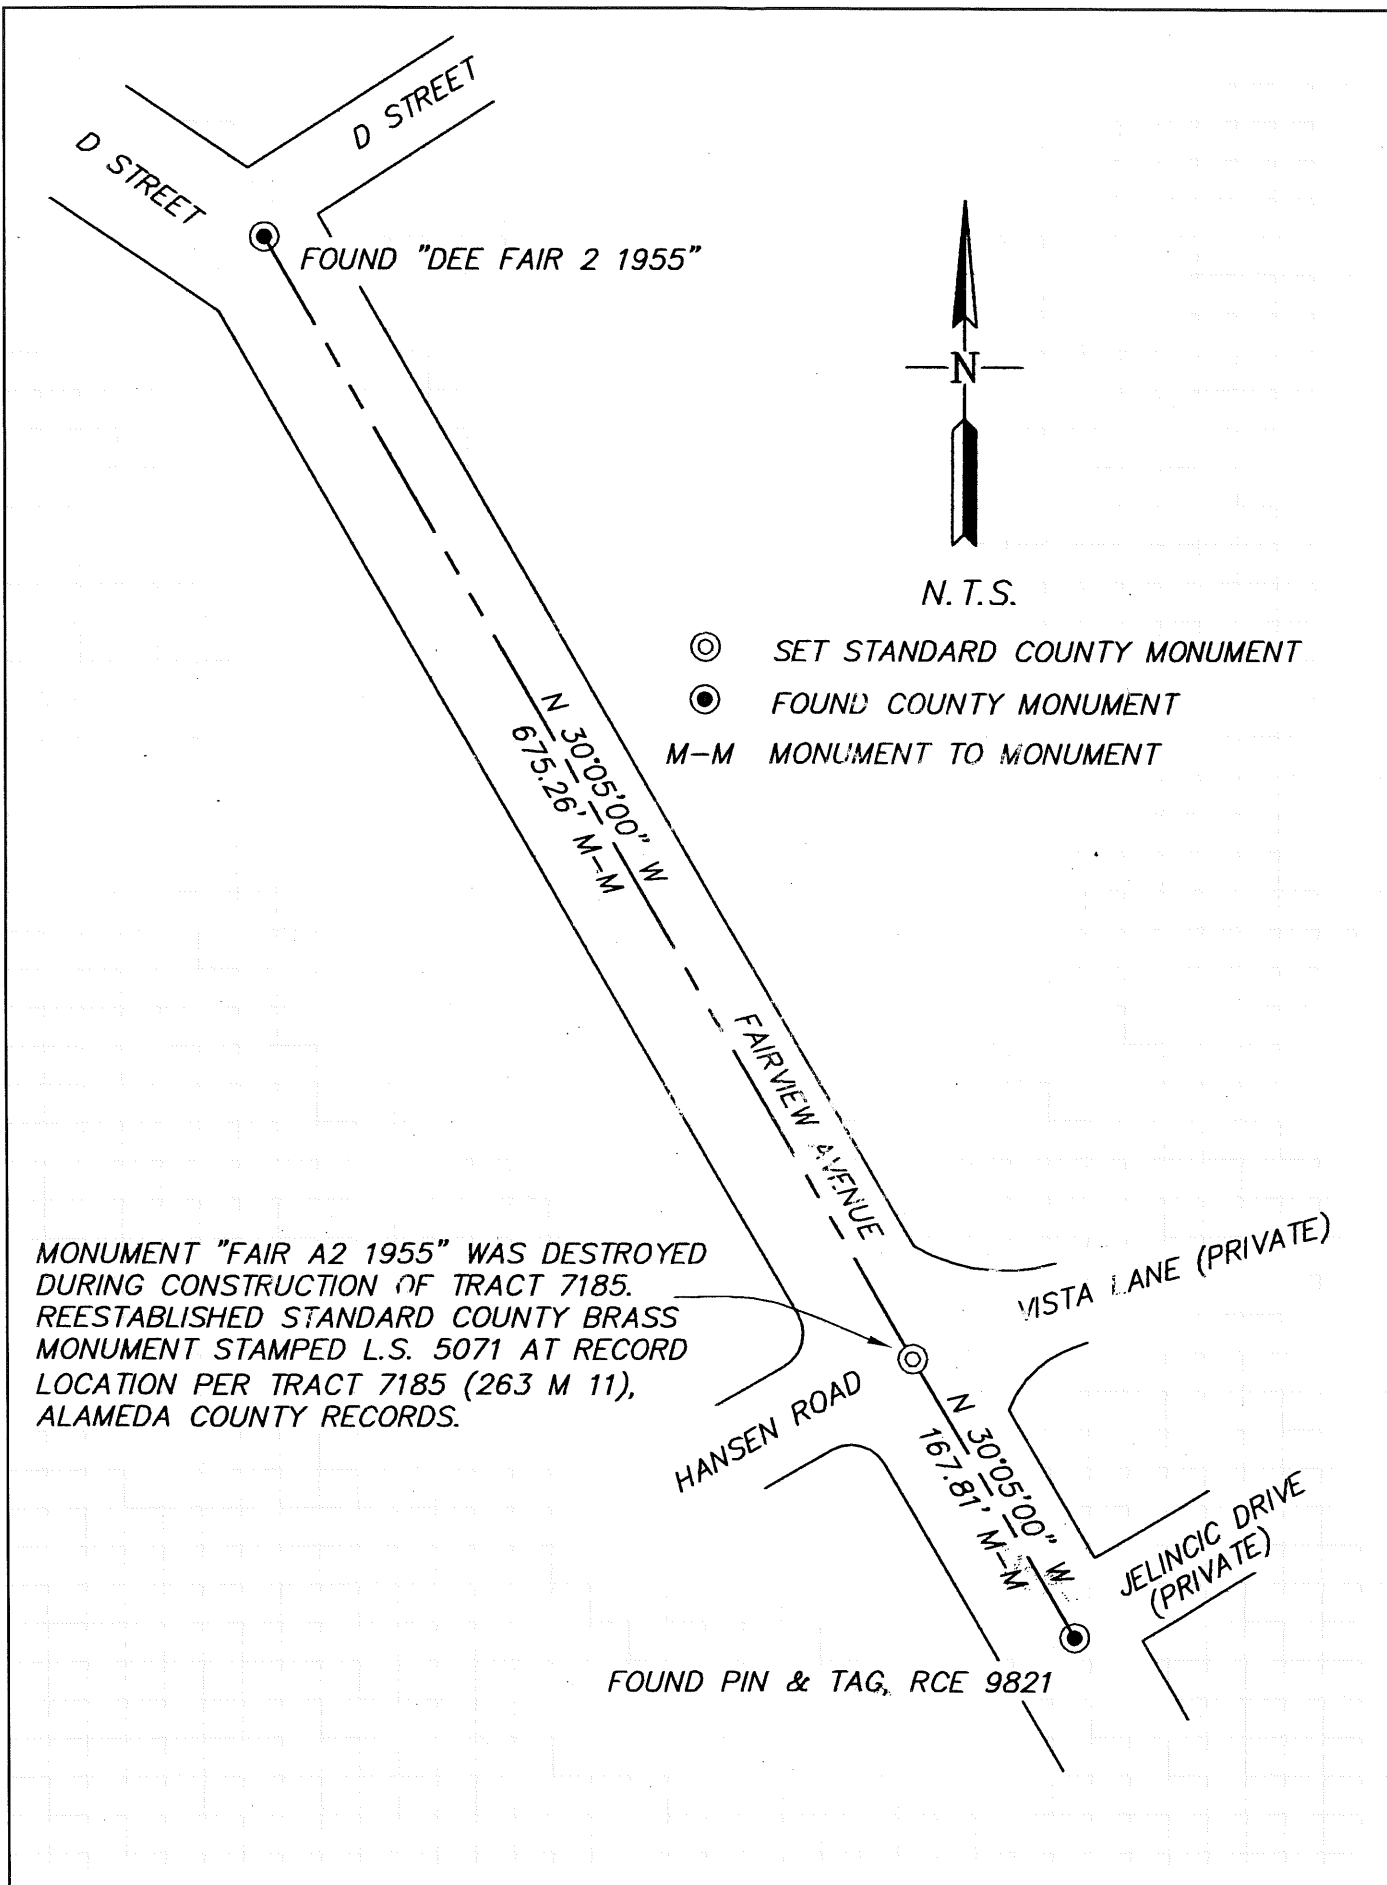 D STREET
D STREET
FOUND "DEE FAIR 2 1955"
N
N.T.S.
SET STANDARD COUNTY MONUMENT
FOUND COUNTY MONUMENT
M-M MONUMENT TO MONUMENT
N 30°05'00" W
675.26' M-M
FAIRVIEW AVENUE
MONUMENT "FAIR A2 1955" WAS DESTROYED
DURING CONSTRUCTION OF TRACT 7185.
REESTABLISHED STANDARD COUNTY BRASS
MONUMENT STAMPED L.S. 5071 AT RECORD
LOCATION PER TRACT 7185 (263 M 11),
ALAMEDA COUNTY RECORDS.
VISTA LANE (PRIVATE)
HANSEN ROAD
N 30°05'00" W
167.81' M-M
JELINCIC DRIVE
(PRIVATE)
FOUND PIN & TAG, RCE 9821